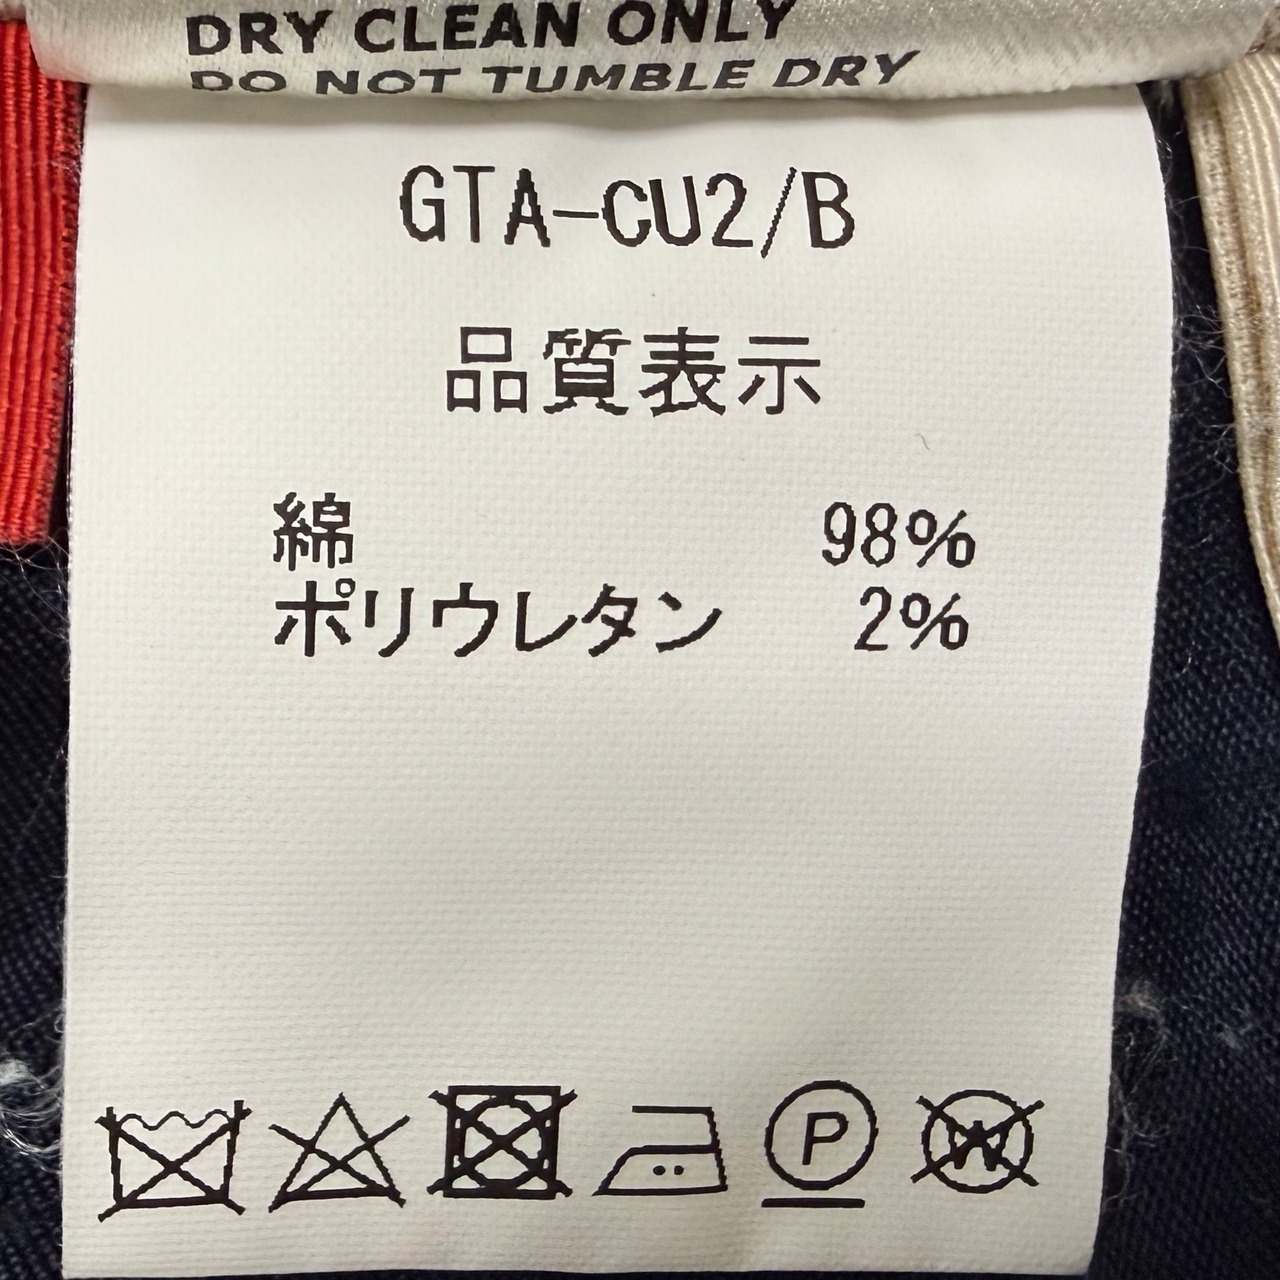 DRY CLEAN ONLY
DO NOT TUMBLE DRY
GTA-CU2/B
品質表示
綿 98%
ポリウレタン 2%
P W